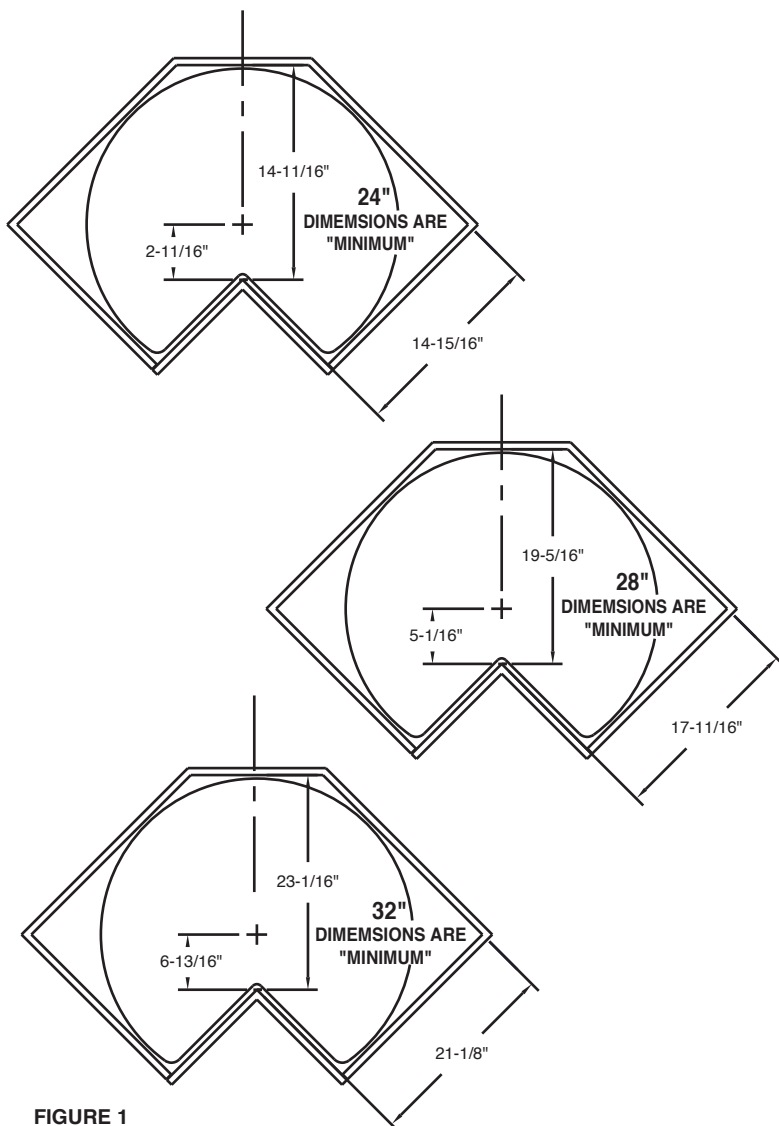 14-11/16"
24"
DIMEMSIONS ARE
"MINIMUM"
2-11/16"
14-15/16"
19-5/16"
28"
DIMEMSIONS ARE
"MINIMUM"
5-1/16"
17-11/16"
23-1/16"
32"
DIMEMSIONS ARE
"MINIMUM"
6-13/16"
21-1/8"
FIGURE 1